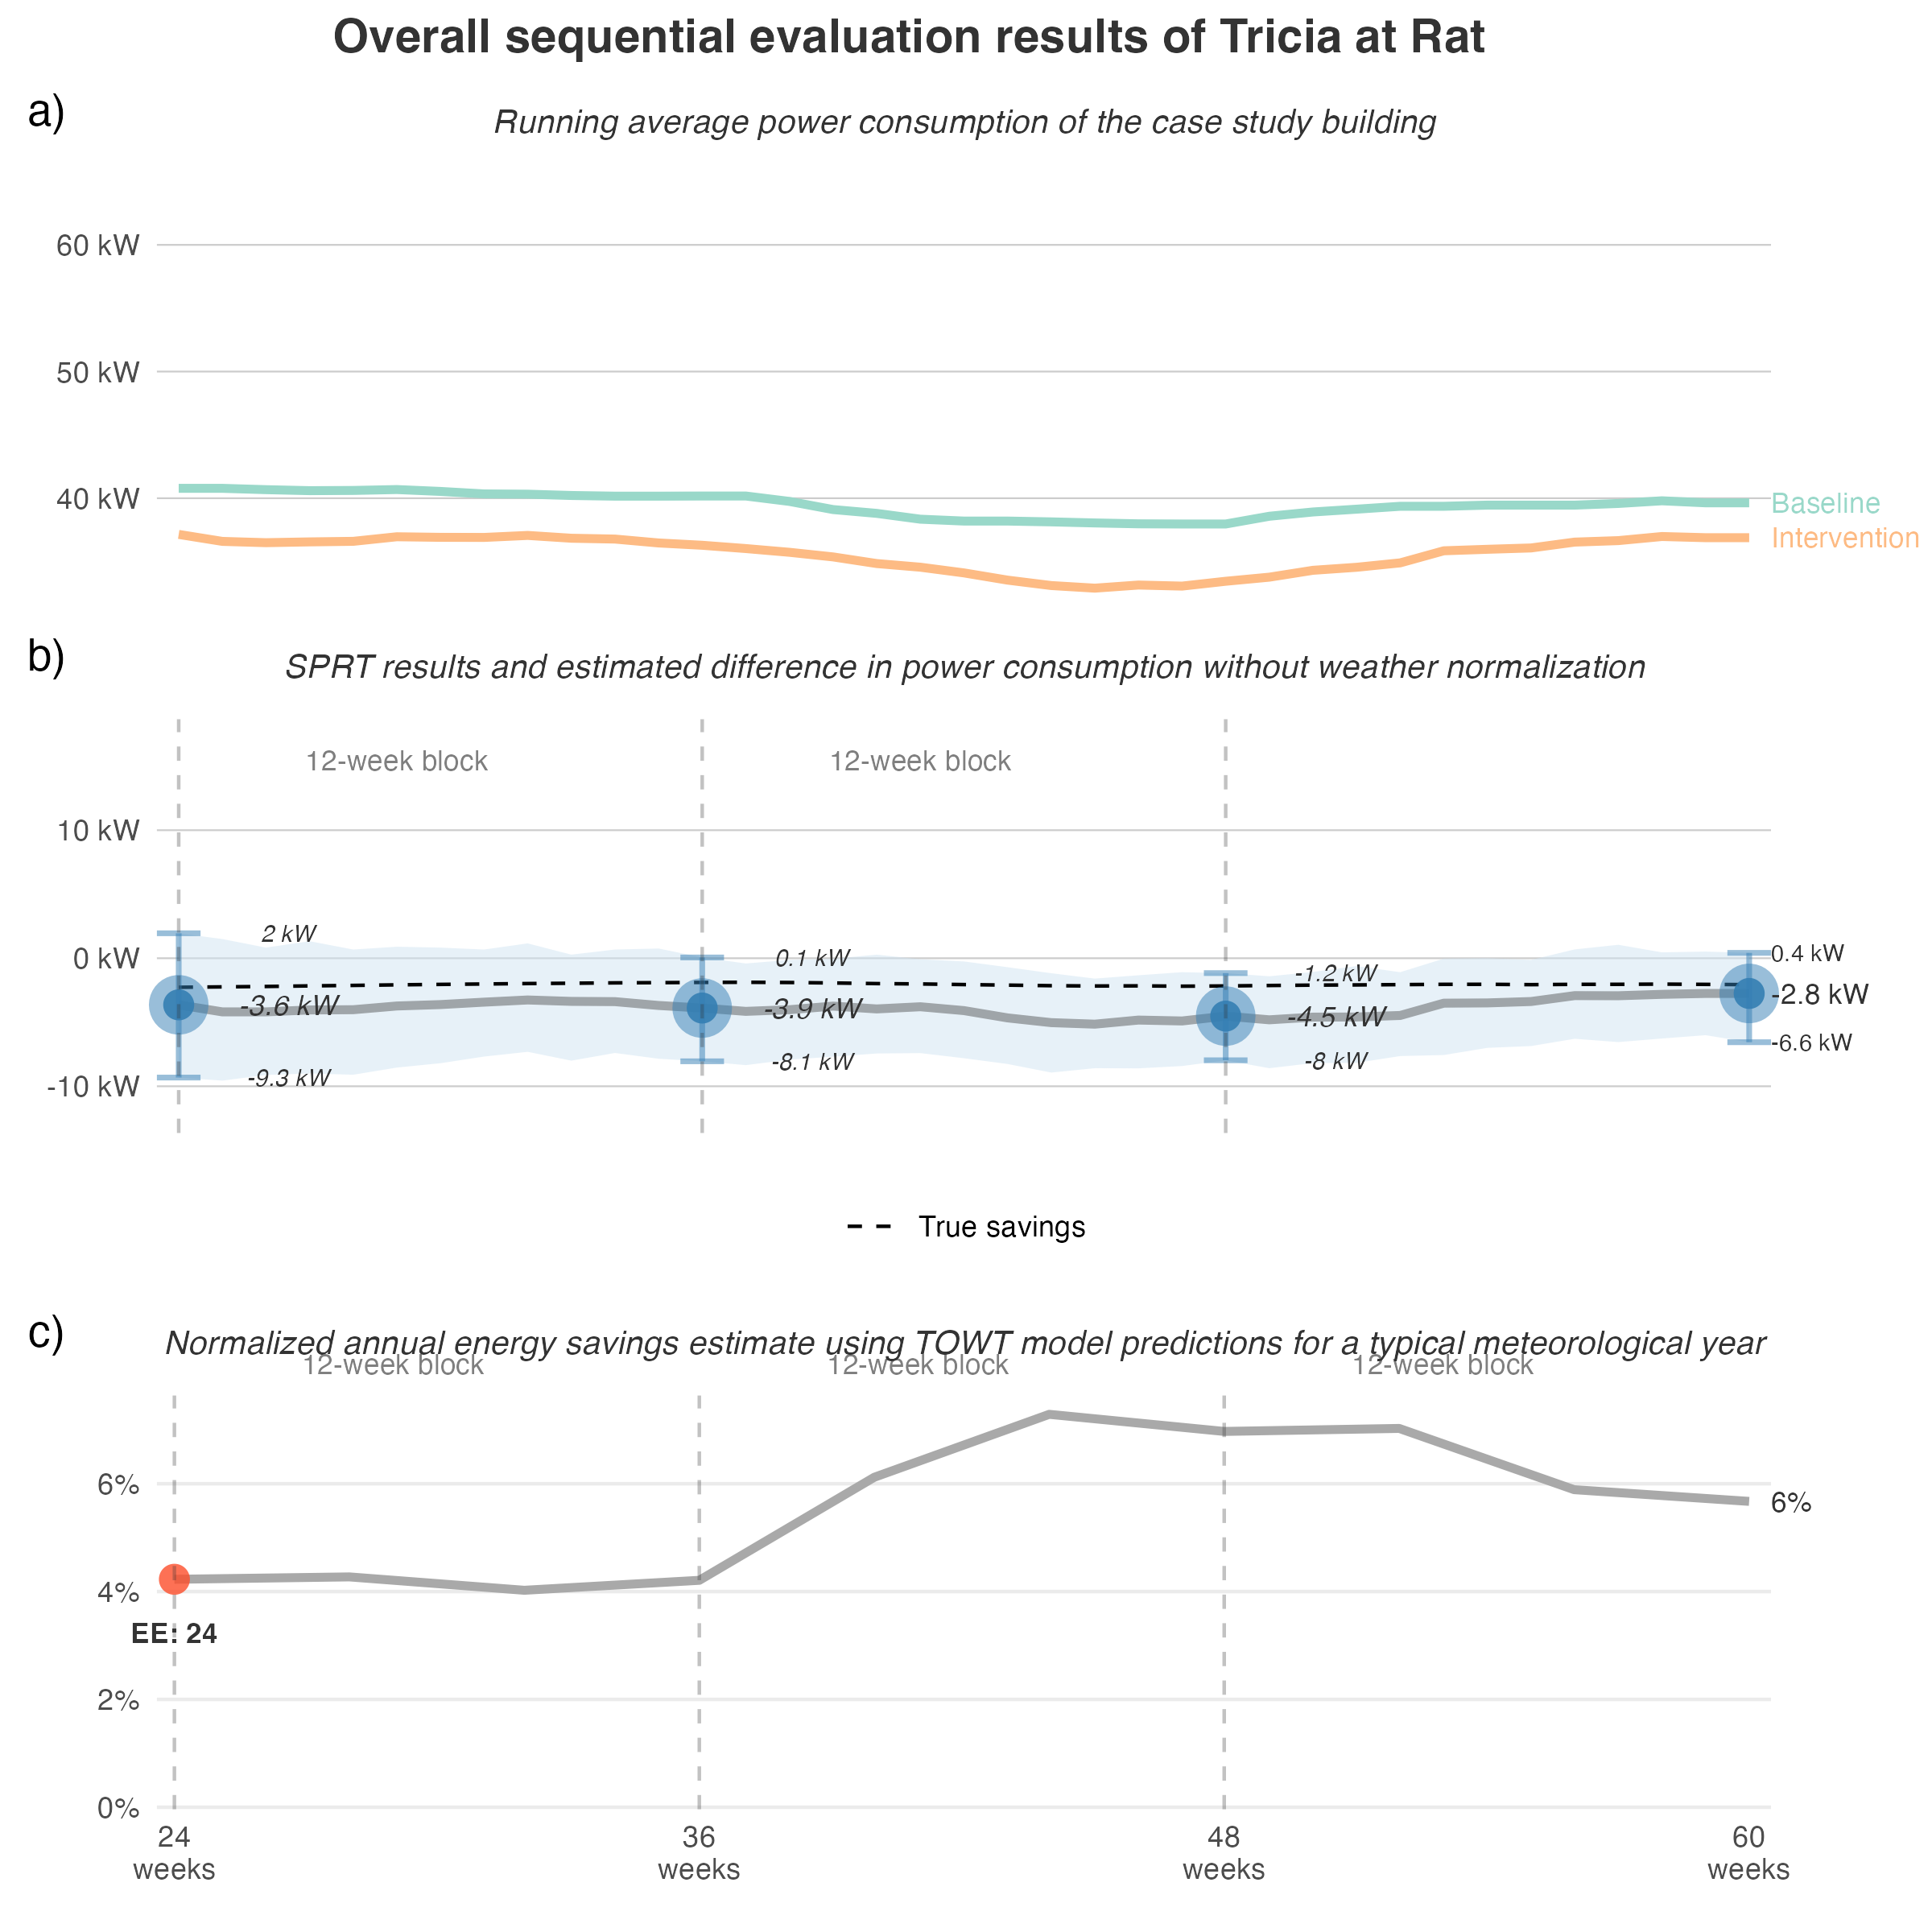 Overall sequential evaluation results of Tricia at Rat
a)
Running average power consumption of the case study building
60 kW
50 kW
40 kW
Baseline
Intervention
b)
SPRT results and estimated difference in power consumption without weather normalization
12-week block
12-week block
10 kW
2 kW
0 kW
0.1 kW
-1.2 kW
0.4 kW
-3.6 kW
-3.9 kW
-4.5 kW
-2.8 kW
-9.3 kW
-8.1 kW
-8 kW
-6.6 kW
-10 kW
True savings
c)
Normalized annual energy savings estimate using TOWT model predictions for a typical meteorological year
12-week block
12-week block
12-week block
6%
6%
4%
EE: 24
2%
0%
24
weeks
36
weeks
48
weeks
60
weeks